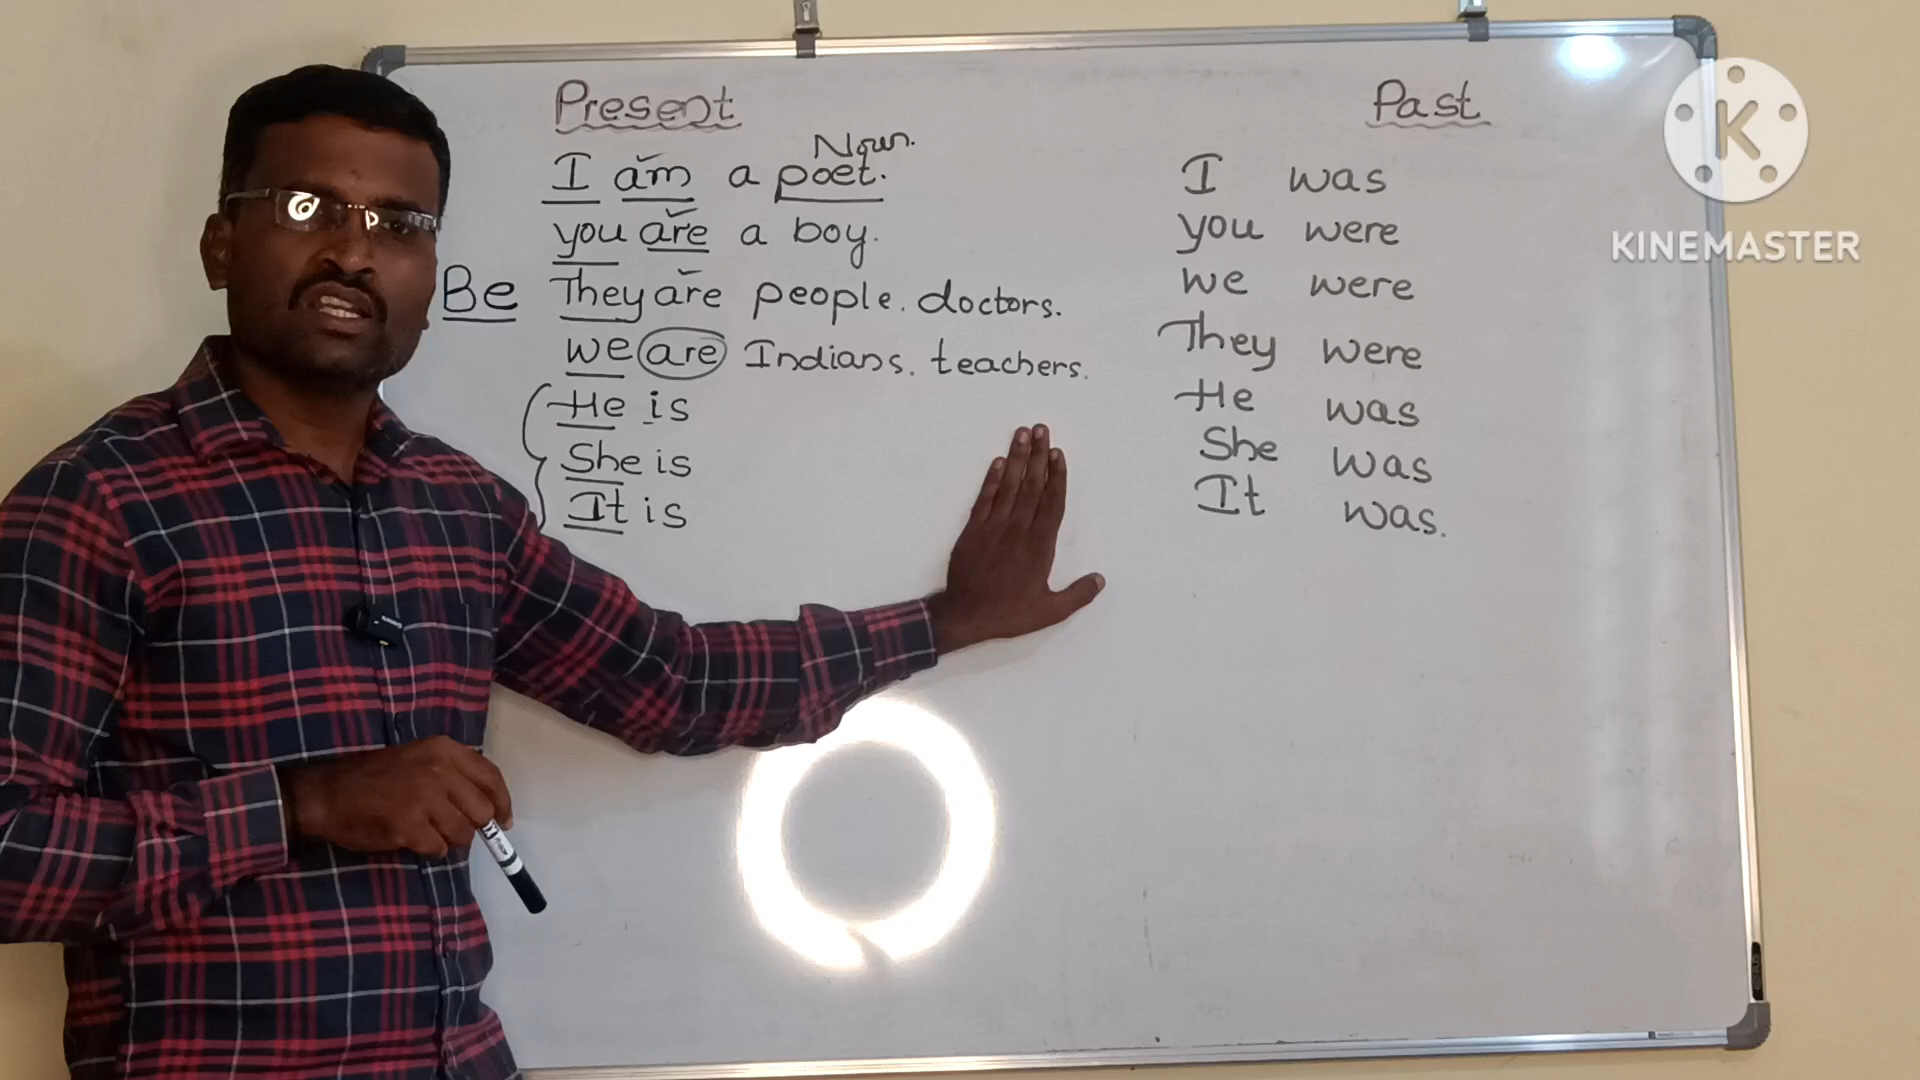 Present
Noun.
I am a poet.
you are a boy.
Be They are people. doctors.
we are Indians. teachers.
He is
She is
It is
Past
I was
you were
we were
They were
He was
She was
It was.
K
KINEMASTER